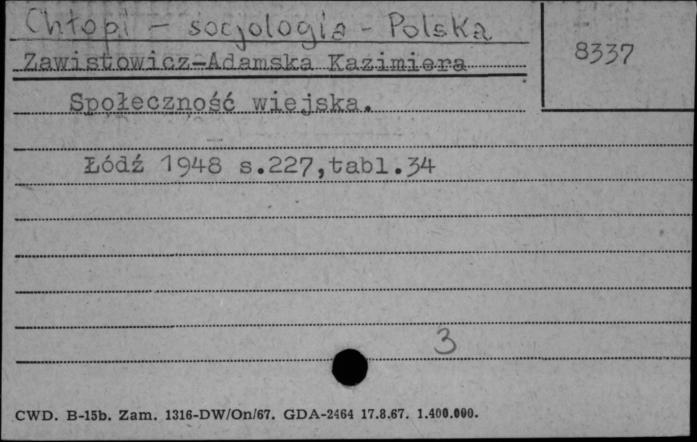 Chłopi - socjologia - Polska
8337
Zawistowicz-Adamska Kazimiera
Społeczność wiejska.
Łódź 1948 s.227,tabl.34
3
CWD. B-15b. Zam. 1316-DW/On/67. GDA-2464 17.8.67. 1.400.000.